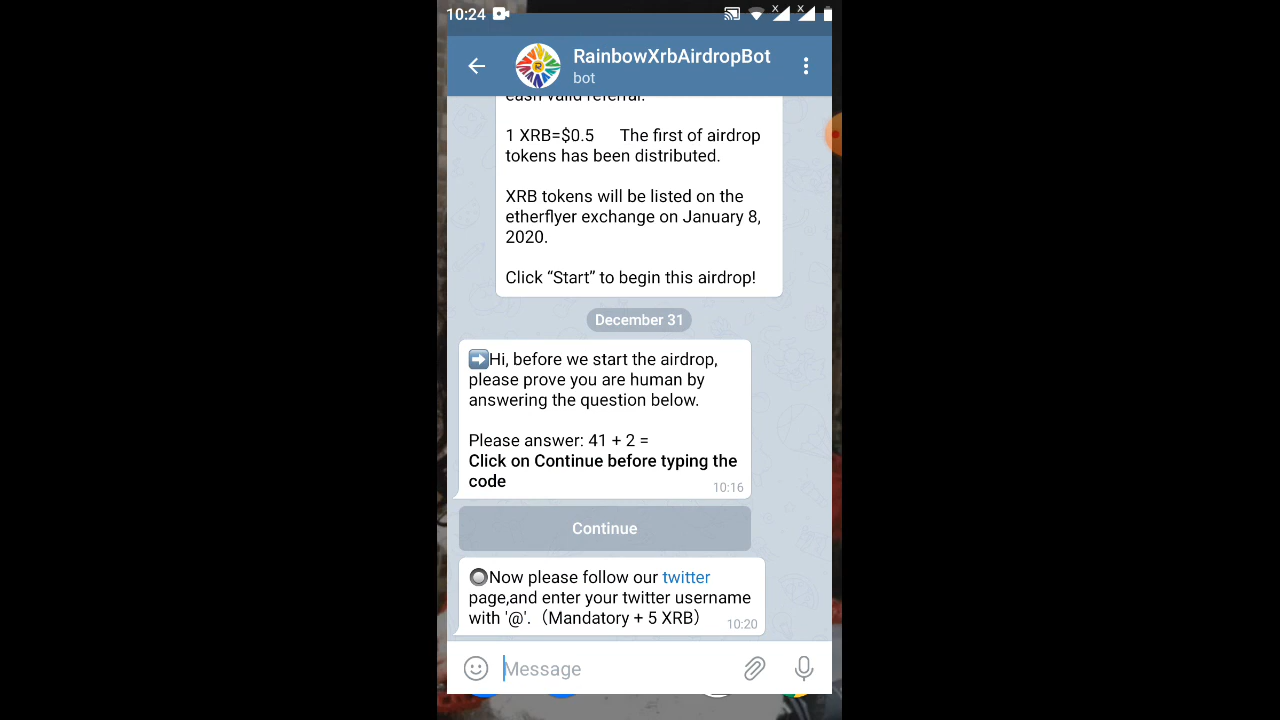 10:24
RainbowXrbAirdropBot
bot
cash valid referral.
1 XRB=$0.5 The first of airdrop
tokens has been distributed.
XRB tokens will be listed on the
etherflyer exchange on January 8,
2020.
Click “Start” to begin this airdrop!
December 31
➡️Hi, before we start the airdrop,
please prove you are human by
answering the question below.
Please answer: 41 + 2 =
Click on Continue before typing the
code
10:16
Continue
🔘Now please follow our twitter
page,and enter your twitter username
with '@'.（Mandatory + 5 XRB）
10:20
Message